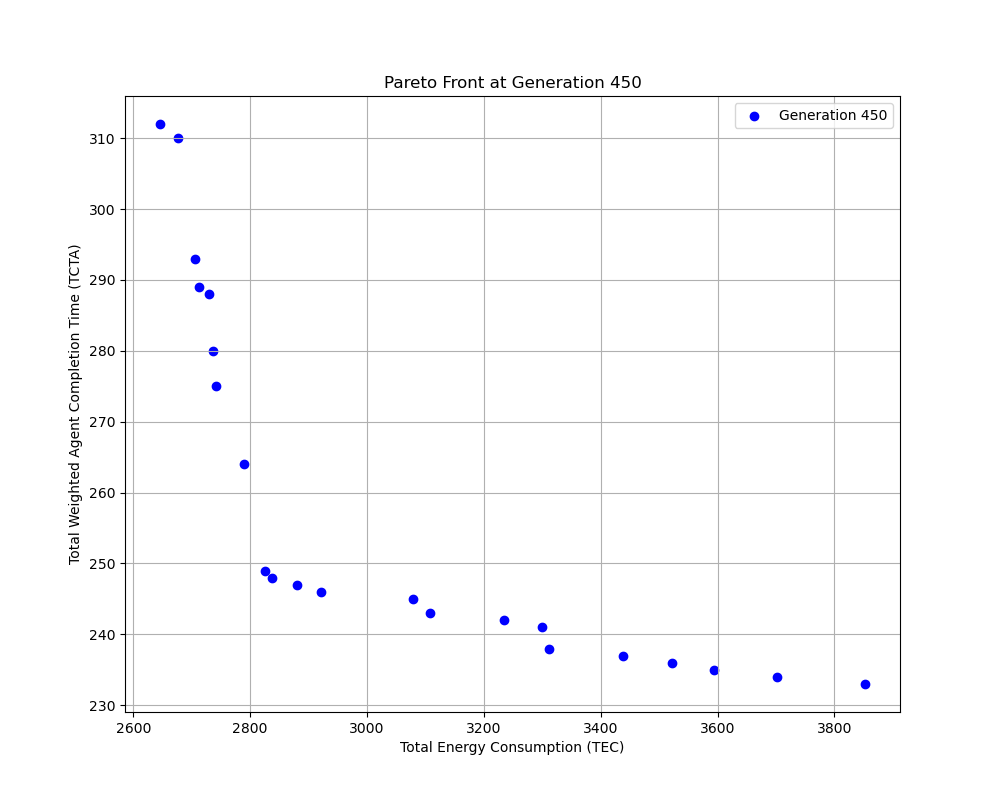 Pareto Front at Generation 450
Generation 450
Total Weighted Agent Completion Time (TCTA)
310
300
290
280
270
260
250
240
230
2600 2800 3000 3200 3400 3600 3800
Total Energy Consumption (TEC)